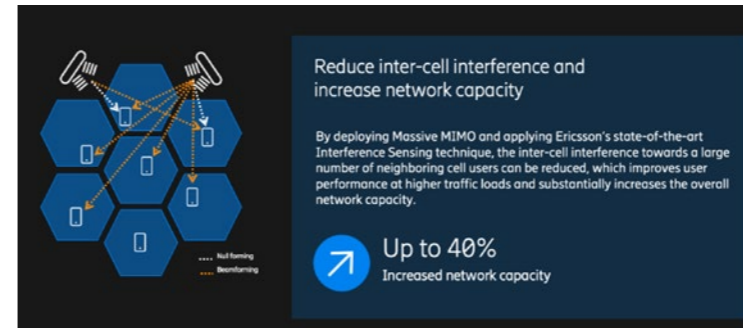 Reduce inter-cell interference and
increase network capacity
By deploying Massive MIMO and applying Ericsson's state-of-the-art
Interference Sensing technique, the inter-cell interference towards a large
number of neighboring cell users can be reduced, which improves user
performance at higher traffic loads and substantially increases the overall
network capacity.
Up to 40%
Increased network capacity
Null forming
Beamforming